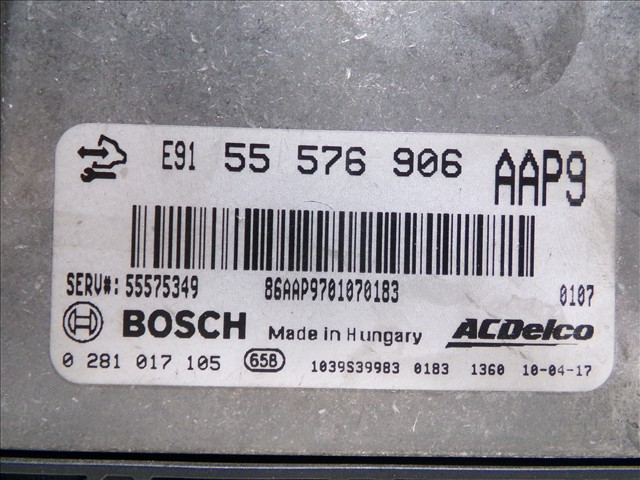 E91 55 576 906 AAP9
SERV#: 55575349 86AAP9701070183 0107
BOSCH Made in Hungary ACDelco
0 281 017 105 658 1039S39983 0183 1360 10-04-17